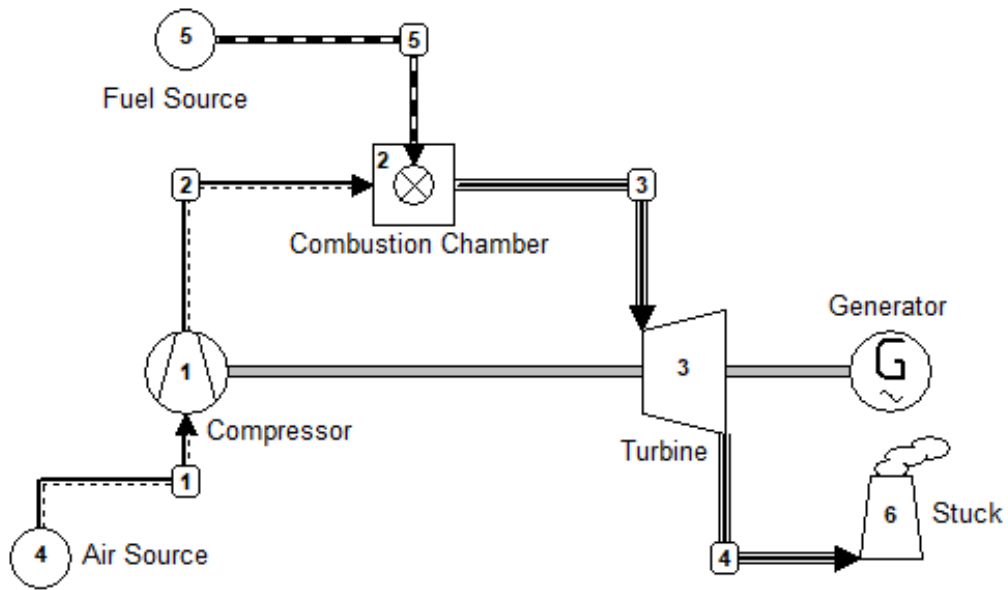 5
5
Fuel Source
2
2
3
Combustion Chamber
Generator
1
3
G
Compressor
Turbine
1
4
Air Source
4
6
Stuck